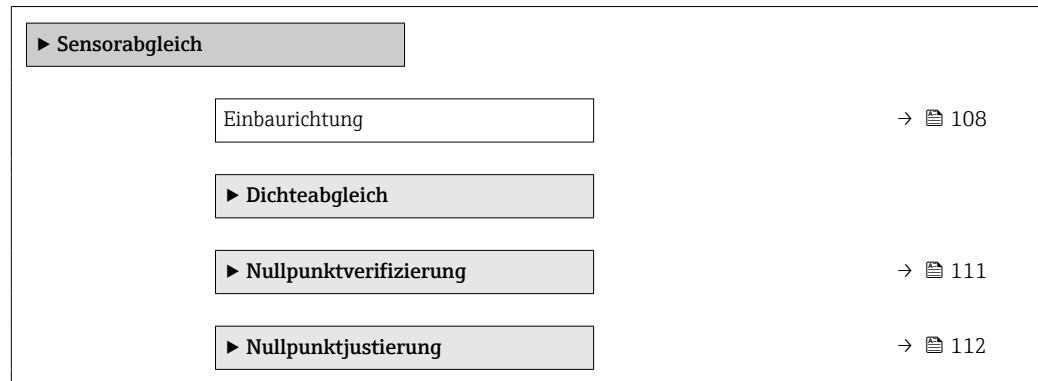 ▶ Sensorabgleich
Einbaurichtung → 108
▶ Dichteabgleich
▶ Nullpunktverifizierung → 111
▶ Nullpunktjustierung → 112